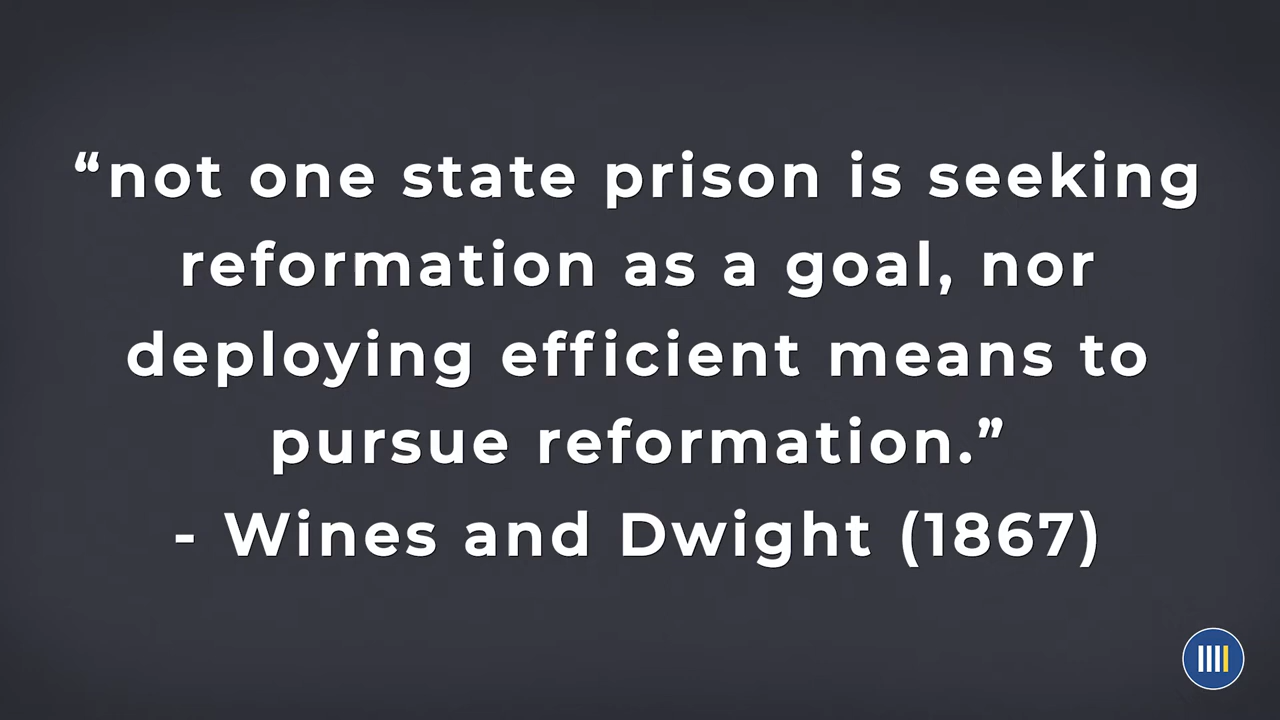 “not one state prison is seeking
reformation as a goal, nor
deploying efficient means to
pursue reformation.”
- Wines and Dwight (1867)